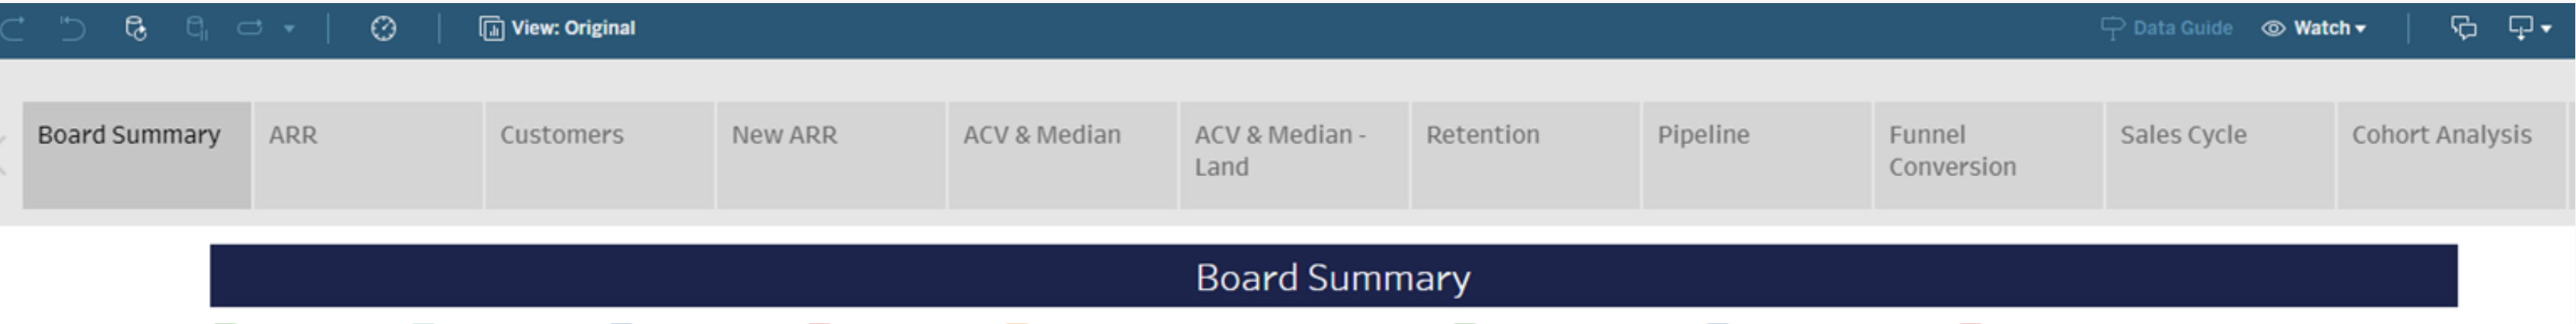 View: Original
Data Guide
Watch
Board Summary
ARR
Customers
New ARR
ACV & Median
ACV & Median -
Land
Retention
Pipeline
Funnel
Conversion
Sales Cycle
Cohort Analysis
Board Summary